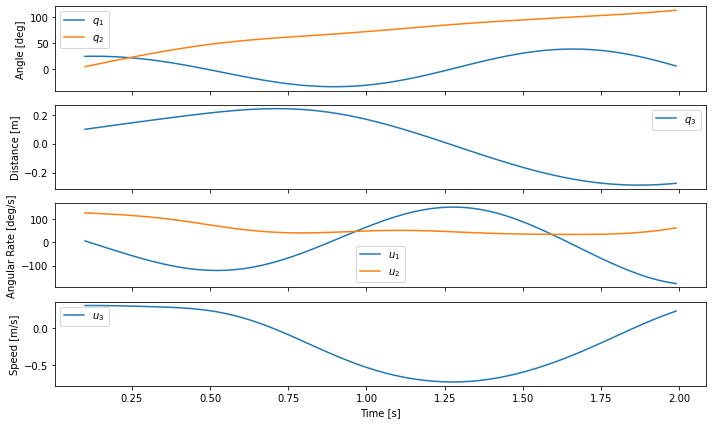 Angle [deg]
100
50
0
q1
q2
Distance [m]
0.2
0.0
−0.2
q3
Angular Rate [deg/s]
100
0
−100
u1
u2
Speed [m/s]
0.0
−0.5
u3
0.25 0.50 0.75 1.00 1.25 1.50 1.75 2.00
Time [s]